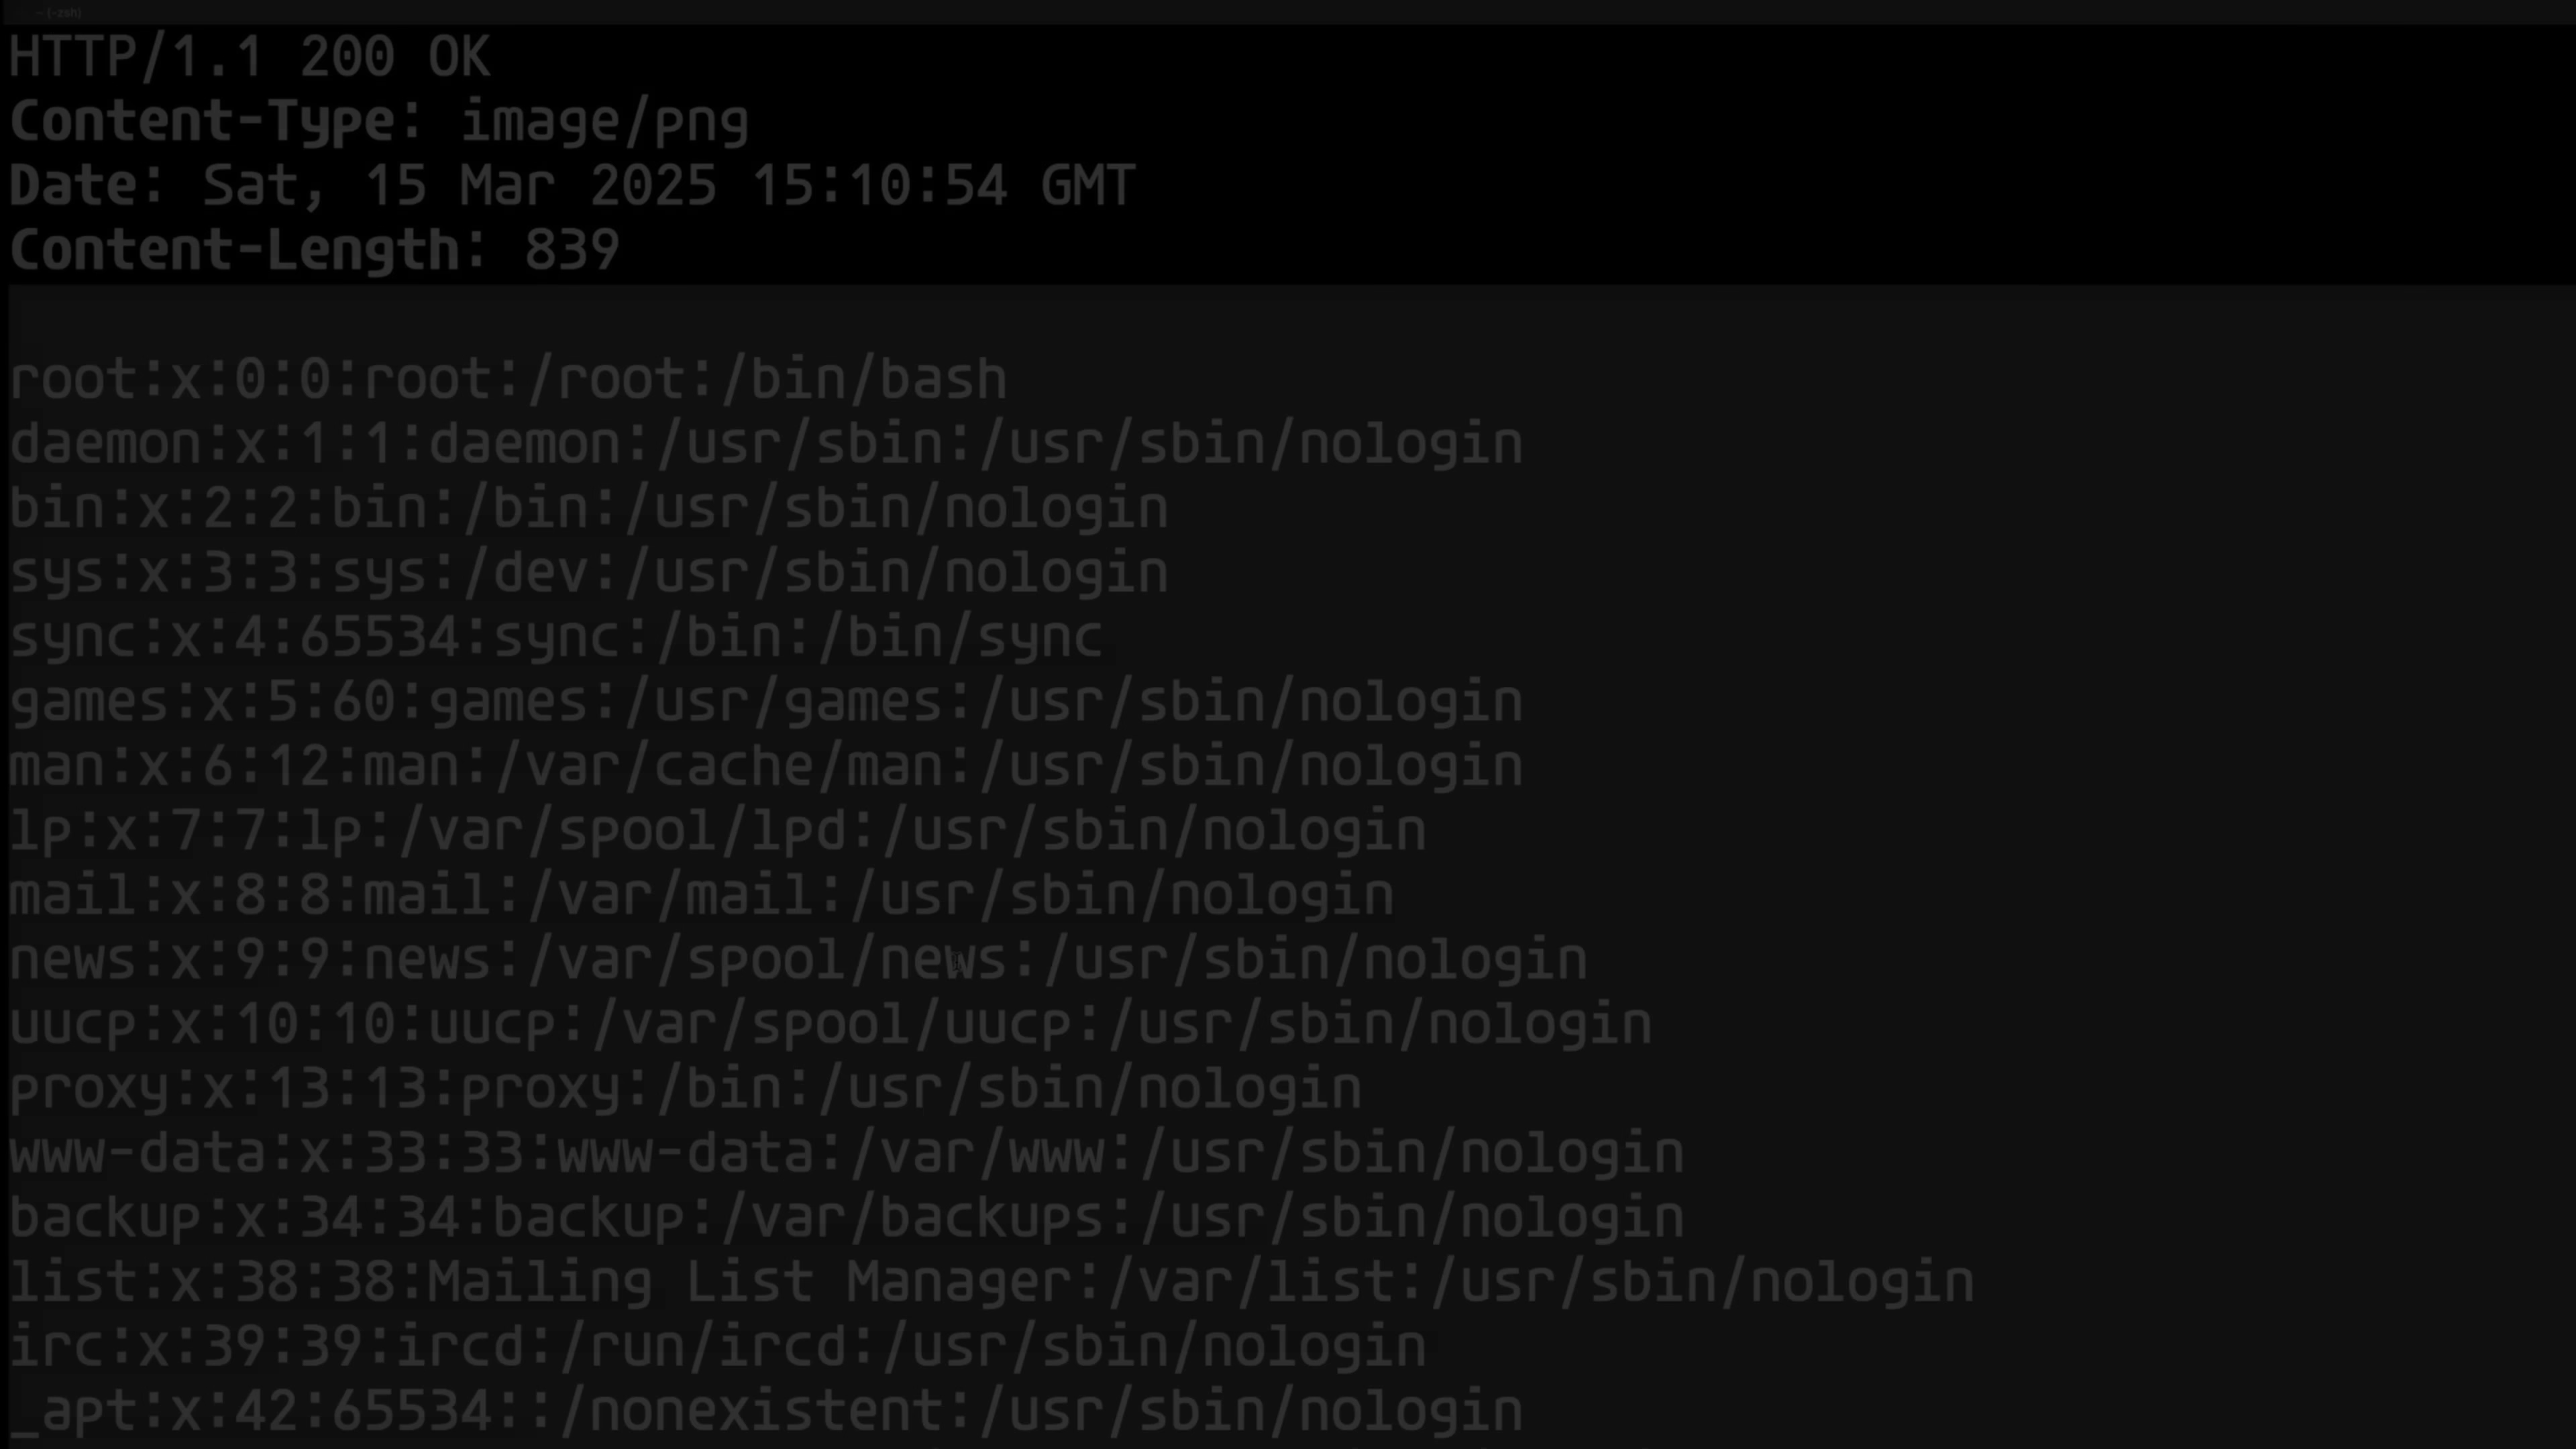 ~ (-zsh)
HTTP/1.1 200 OK
Content-Type: image/png
Date: Sat, 15 Mar 2025 15:10:54 GMT
Content-Length: 839
root:x:0:0:root:/root:/bin/bash
daemon:x:1:1:daemon:/usr/sbin:/usr/sbin/nologin
bin:x:2:2:bin:/bin:/usr/sbin/nologin
sys:x:3:3:sys:/dev:/usr/sbin/nologin
sync:x:4:65534:sync:/bin:/bin/sync
games:x:5:60:games:/usr/games:/usr/sbin/nologin
man:x:6:12:man:/var/cache/man:/usr/sbin/nologin
lp:x:7:7:lp:/var/spool/lpd:/usr/sbin/nologin
mail:x:8:8:mail:/var/mail:/usr/sbin/nologin
news:x:9:9:news:/var/spool/news:/usr/sbin/nologin
uucp:x:10:10:uucp:/var/spool/uucp:/usr/sbin/nologin
proxy:x:13:13:proxy:/bin:/usr/sbin/nologin
www-data:x:33:33:www-data:/var/www:/usr/sbin/nologin
backup:x:34:34:backup:/var/backups:/usr/sbin/nologin
list:x:38:38:Mailing List Manager:/var/list:/usr/sbin/nologin
irc:x:39:39:ircd:/run/ircd:/usr/sbin/nologin
_apt:x:42:65534::/nonexistent:/usr/sbin/nologin